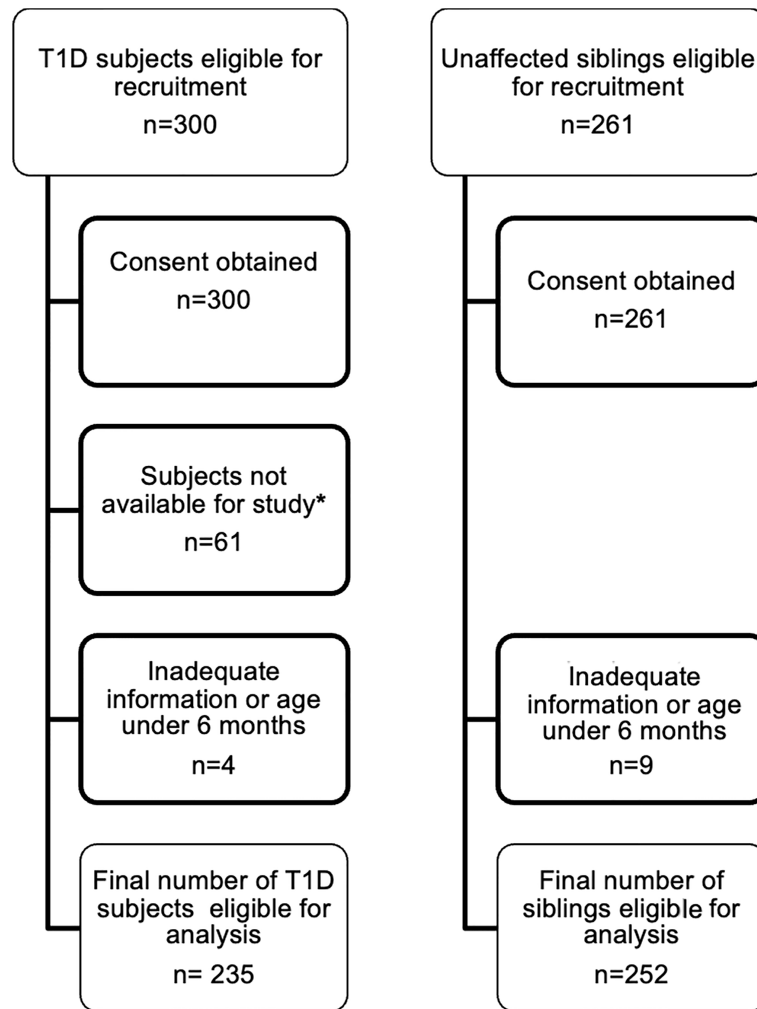 T1D subjects eligible for
recruitment
n=300
Consent obtained
n=300
Subjects not
available for study*
n=61
Inadequate
information or age
under 6 months
n=4
Final number of T1D
subjects eligible for
analysis
n= 235
Unaffected siblings eligible
for recruitment
n=261
Consent obtained
n=261
Inadequate
information or age
under 6 months
n=9
Final number of
siblings eligible for
analysis
n=252